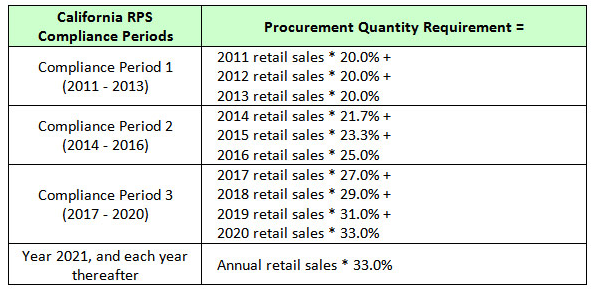 California RPS
Compliance Periods
Procurement Quantity Requirement =
Compliance Period 1
(2011 - 2013)
2011 retail sales * 20.0% +
2012 retail sales * 20.0% +
2013 retail sales * 20.0%
Compliance Period 2
(2014 - 2016)
2014 retail sales * 21.7% +
2015 retail sales * 23.3% +
2016 retail sales * 25.0%
Compliance Period 3
(2017 - 2020)
2017 retail sales * 27.0% +
2018 retail sales * 29.0% +
2019 retail sales * 31.0% +
2020 retail sales * 33.0%
Year 2021, and each year
thereafter
Annual retail sales * 33.0%